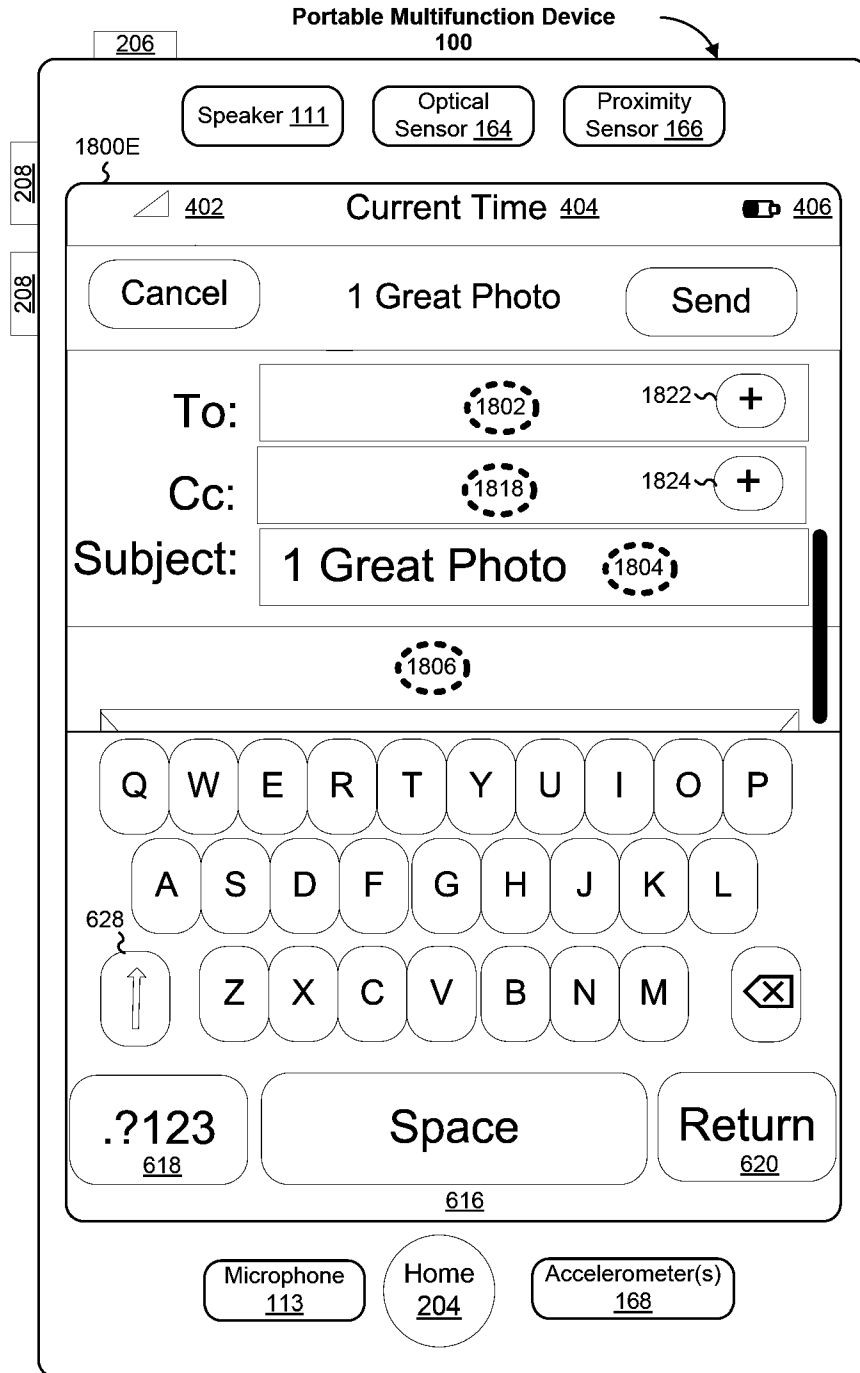 Portable Multifunction Device
100
206
Speaker 111
Optical
Sensor 164
Proximity
Sensor 166
1800E
208
208
402
Current Time 404
406
Cancel
1 Great Photo
Send
To:
1802
1822
+
Cc:
1818
1824
+
Subject:
1 Great Photo
1804
1806
Q W E R T Y U I O P
A S D F G H J K L
628
Z X C V B N M
.?123
618
Space
Return
620
616
Microphone
113
Home
204
Accelerometer(s)
168